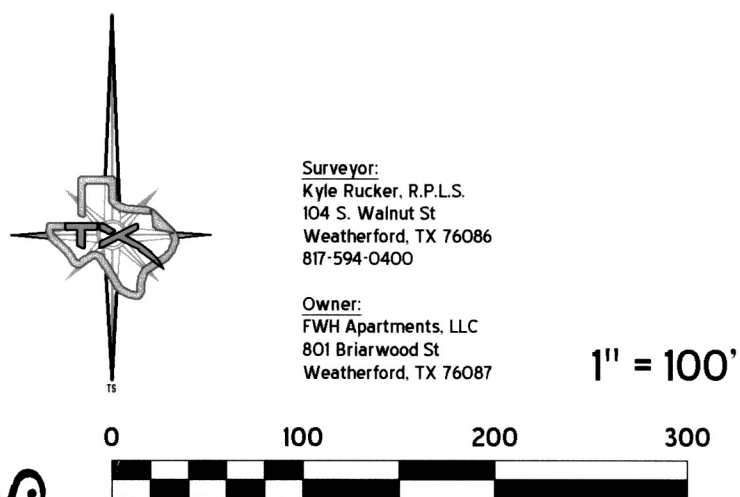 TX
TS
Surveyor:
Kyle Rucker, R.P.L.S.
104 S. Walnut St
Weatherford, TX 76086
817-594-0400
Owner:
FWH Apartments, LLC
801 Briarwood St
Weatherford, TX 76087
1" = 100'
0 100 200 300